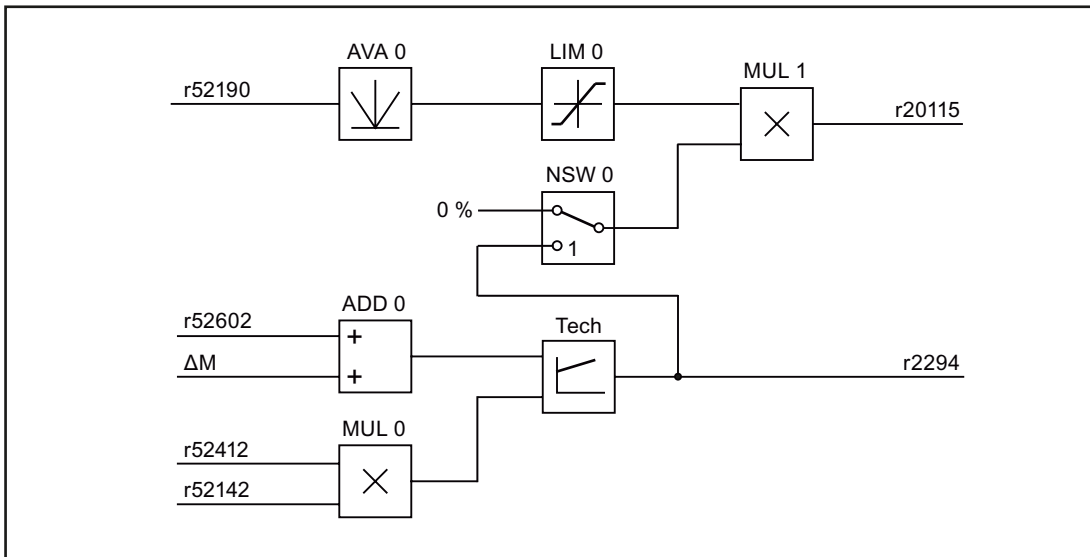 AVA 0
LIM 0
MUL 1
r52190
r20115
NSW 0
0 %
1
ADD 0
r52602
+
Tech
ΔM
+
r2294
MUL 0
r52412
r52142